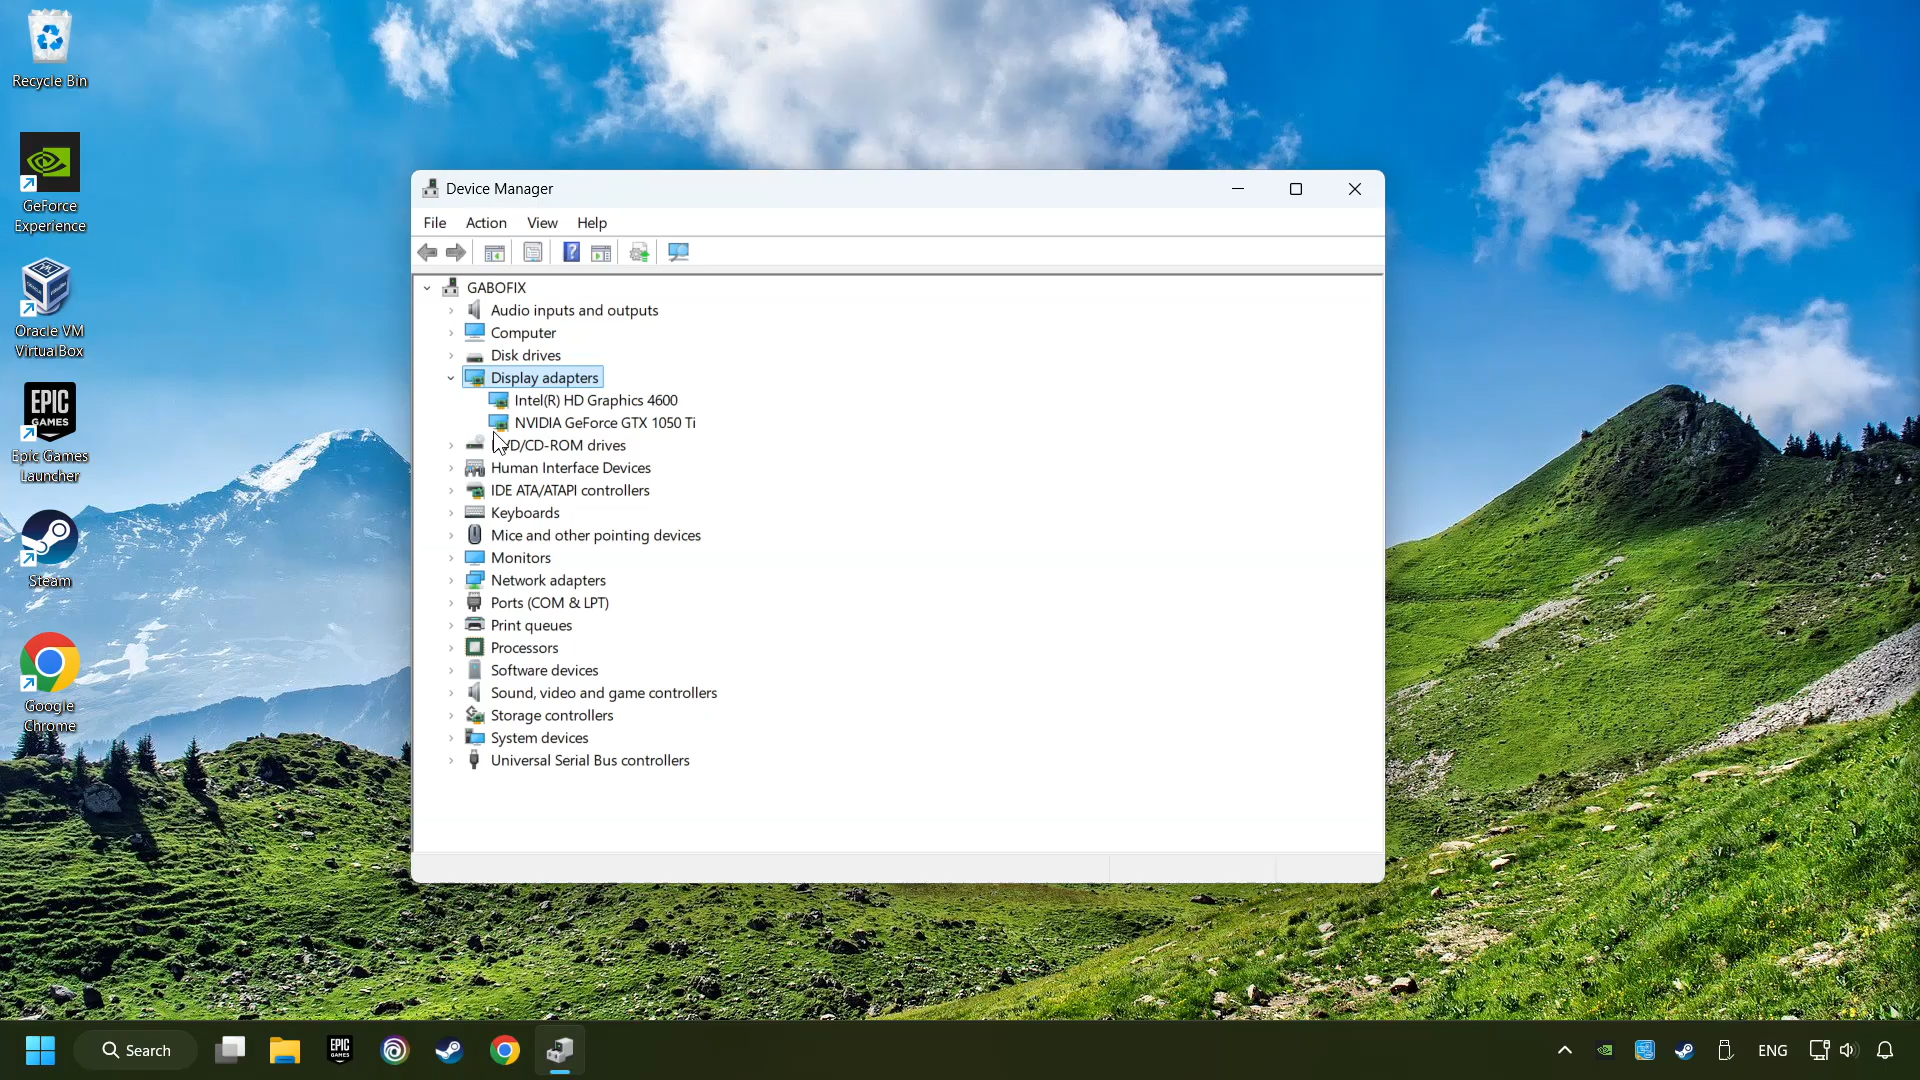 Recycle Bin
GeForce
Experience
Oracle VM
VirtualBox
EPIC
GAMES
Epic Games
Launcher
Steam
Google
Chrome
Device Manager
File Action View Help
GABOFIX
Audio inputs and outputs
Computer
Disk drives
Display adapters
Intel(R) HD Graphics 4600
NVIDIA GeForce GTX 1050 Ti
VD/CD-ROM drives
Human Interface Devices
IDE ATA/ATAPI controllers
Keyboards
Mice and other pointing devices
Monitors
Network adapters
Ports (COM & LPT)
Print queues
Processors
Software devices
Sound, video and game controllers
Storage controllers
System devices
Universal Serial Bus controllers
Search
EPIC
GAMES
ENG